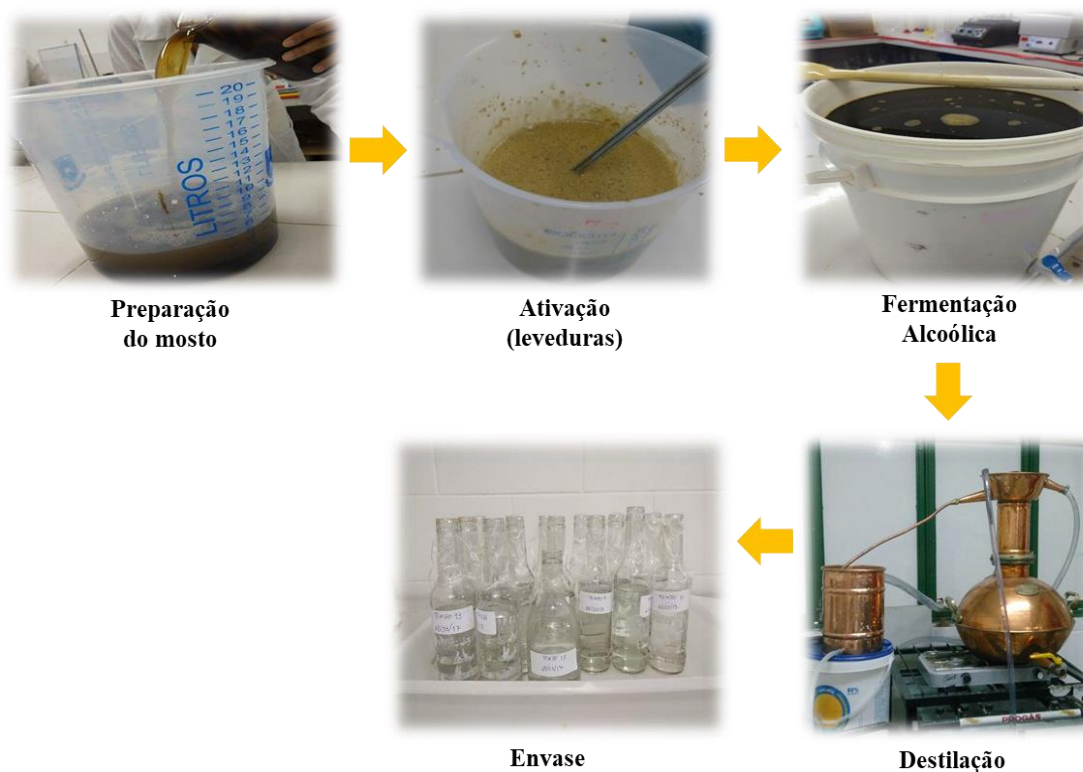 20
19
18
17
16
15
14
13
12
11
LITROS
Preparação
do mosto
Ativação
(leveduras)
Fermentação
Alcoólica
PROGÁS
Envase
Destilação